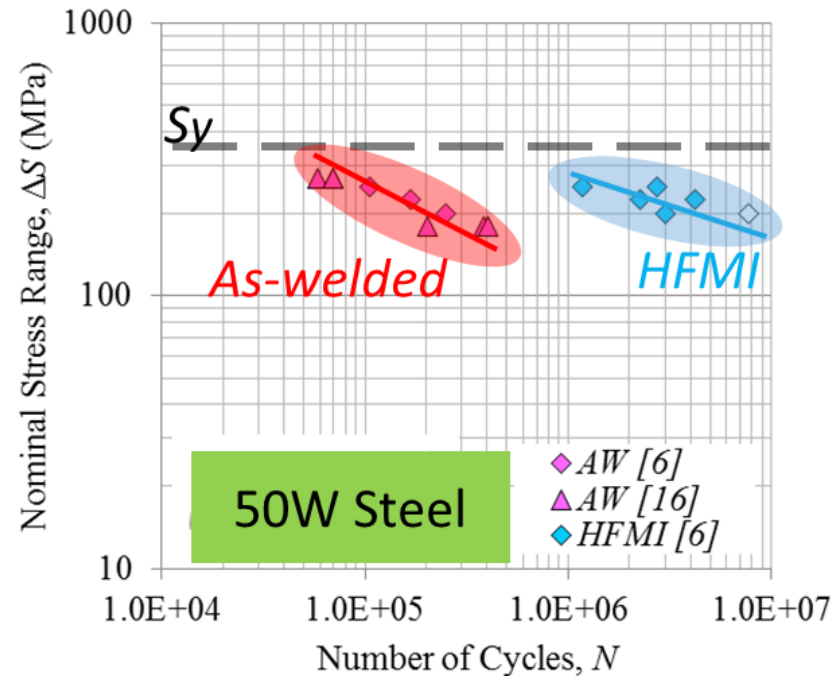 Nominal Stress Range, ΔS (MPa)
1000
Sy
As-welded
HFMI
100
50W Steel
AW [6]
AW [16]
HFMI [6]
10
1.0E+04 1.0E+05 1.0E+06 1.0E+07
Number of Cycles, N